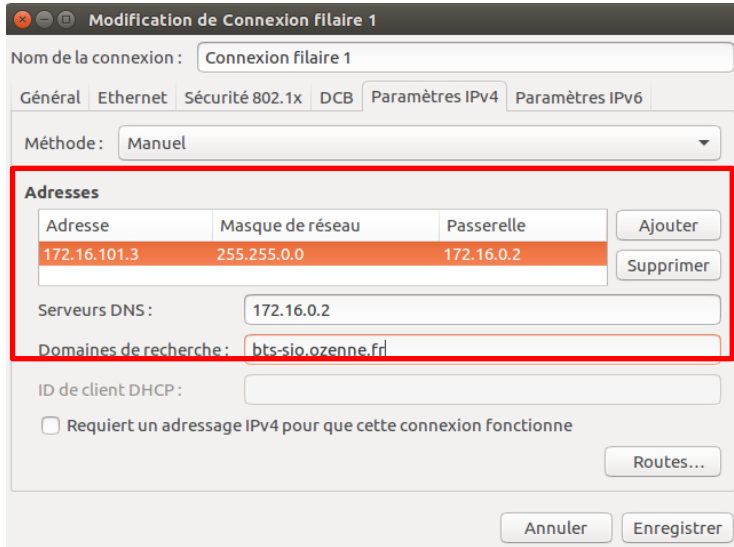 Modification de Connexion filaire 1
Nom de la connexion : Connexion filaire 1
Général Ethernet Sécurité 802.1x DCB Paramètres IPv4 Paramètres IPv6
Méthode : Manuel
Adresses
Adresse Masque de réseau Passerelle Ajouter
172.16.101.3 255.255.0.0 172.16.0.2
Supprimer
Serveurs DNS : 172.16.0.2
Domaines de recherche : bts-sio.ozenne.fr
ID de client DHCP :
Requiert un adressage IPv4 pour que cette connexion fonctionne
Routes...
Annuler Enregistrer